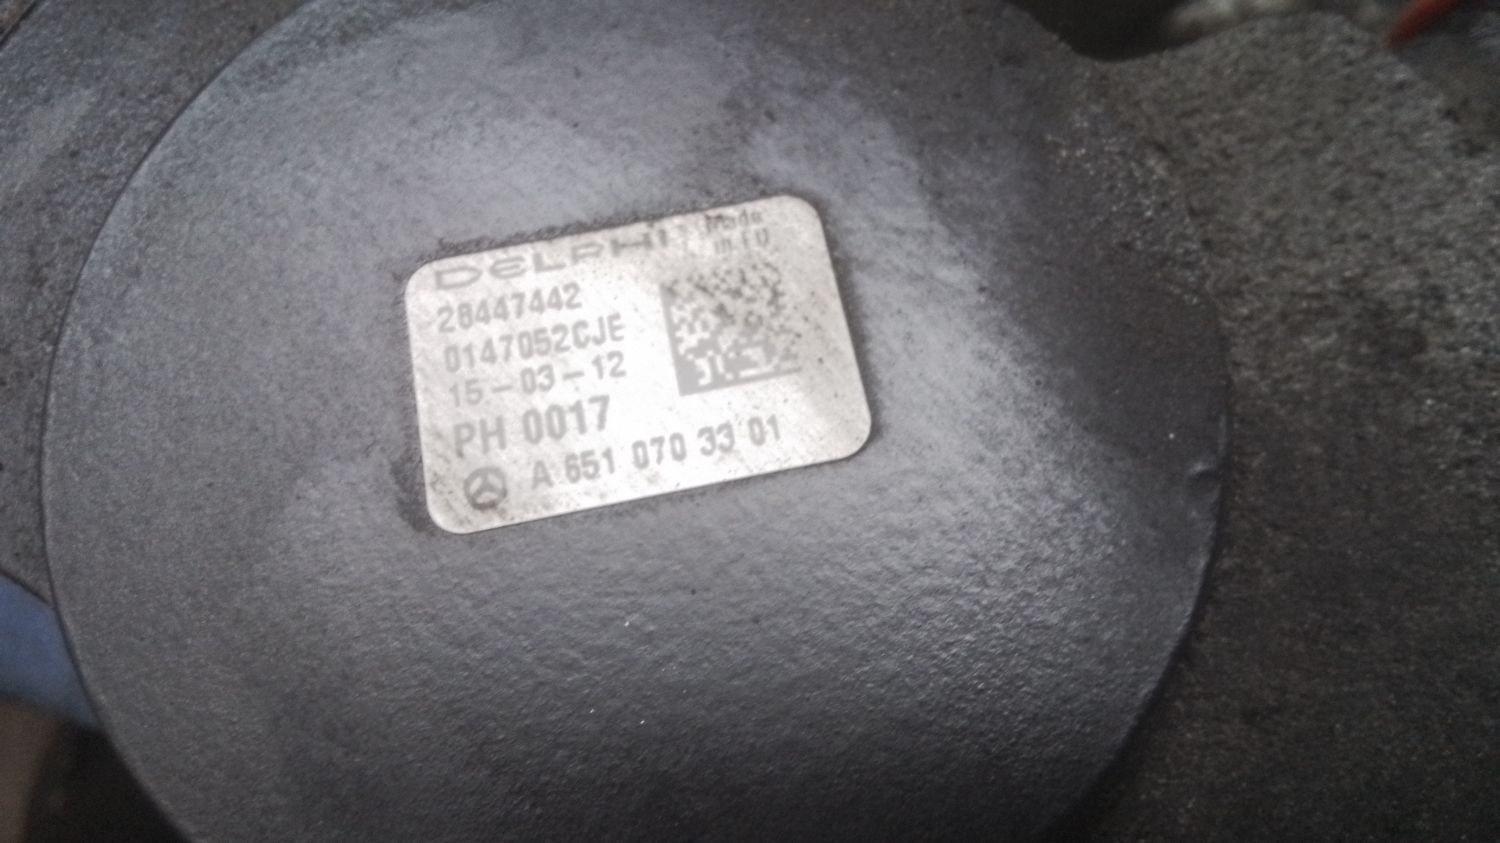 DELPHI
Made
in EU
28447442
0147052CJE
15-03-12
PH 0017
A 651 070 33 01